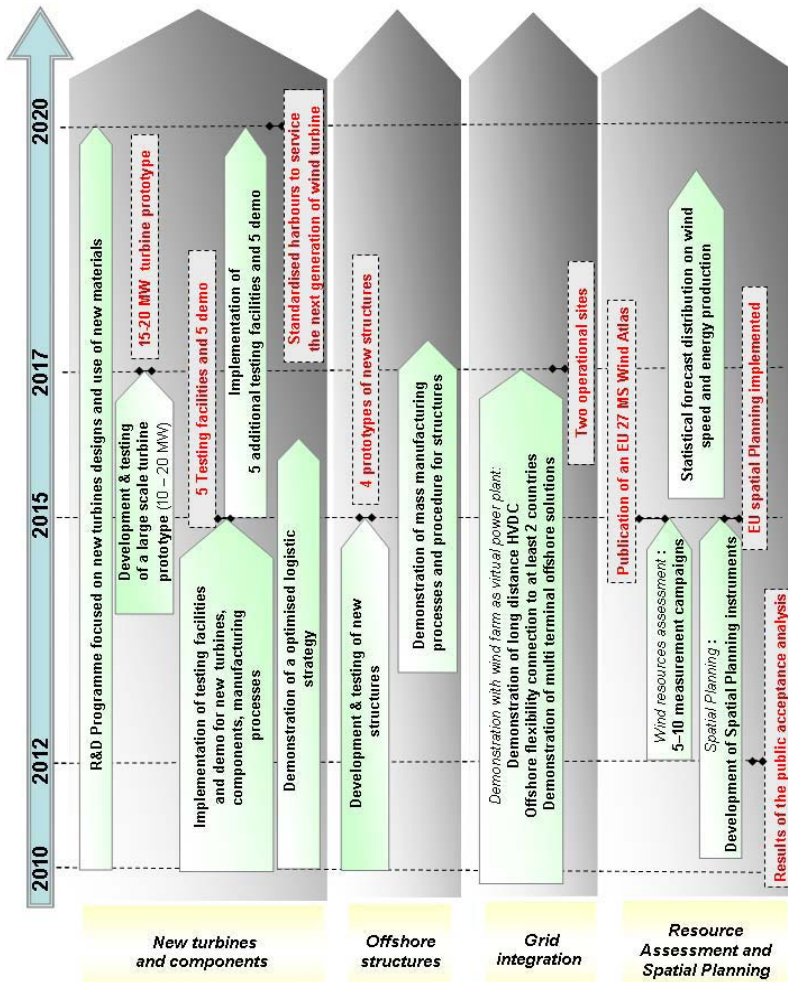 2010
2012
2015
2017
2020
New turbines
and components
R&D Programme focused on new turbines designs and use of new materials
Development & testing
of a large scale turbine
prototype (10 – 20 MW)
15-20 MW turbine prototype
Implementation of testing facilities
and demo for new turbines,
components, manufacturing
processes
5 Testing facilities and 5 demo
Implementation of
5 additional testing facilities and 5 demo
Demonstration of a optimised logistic
strategy
Standardised harbours to service
the next generation of wind turbine
Offshore
structures
Development & testing of new
structures
4 prototypes of new structures
Demonstration of mass manufacturing
processes and procedure for structures
Grid
integration
Demonstration with wind farm as virtual power plant:
Demonstration of long distance HVDC
Offshore flexibility connection to at least 2 countries
Demonstration of multi terminal offshore solutions
Two operational sites
Resource
Assessment and
Spatial Planning
Publication of an EU 27 MS Wind Atlas
Wind resources assessment :
5–10 measurement campaigns
Statistical forecast distribution on wind
speed and energy production
Spatial Planning :
Development of Spatial Planning instruments
EU spatial Planning implemented
Results of the public acceptance analysis